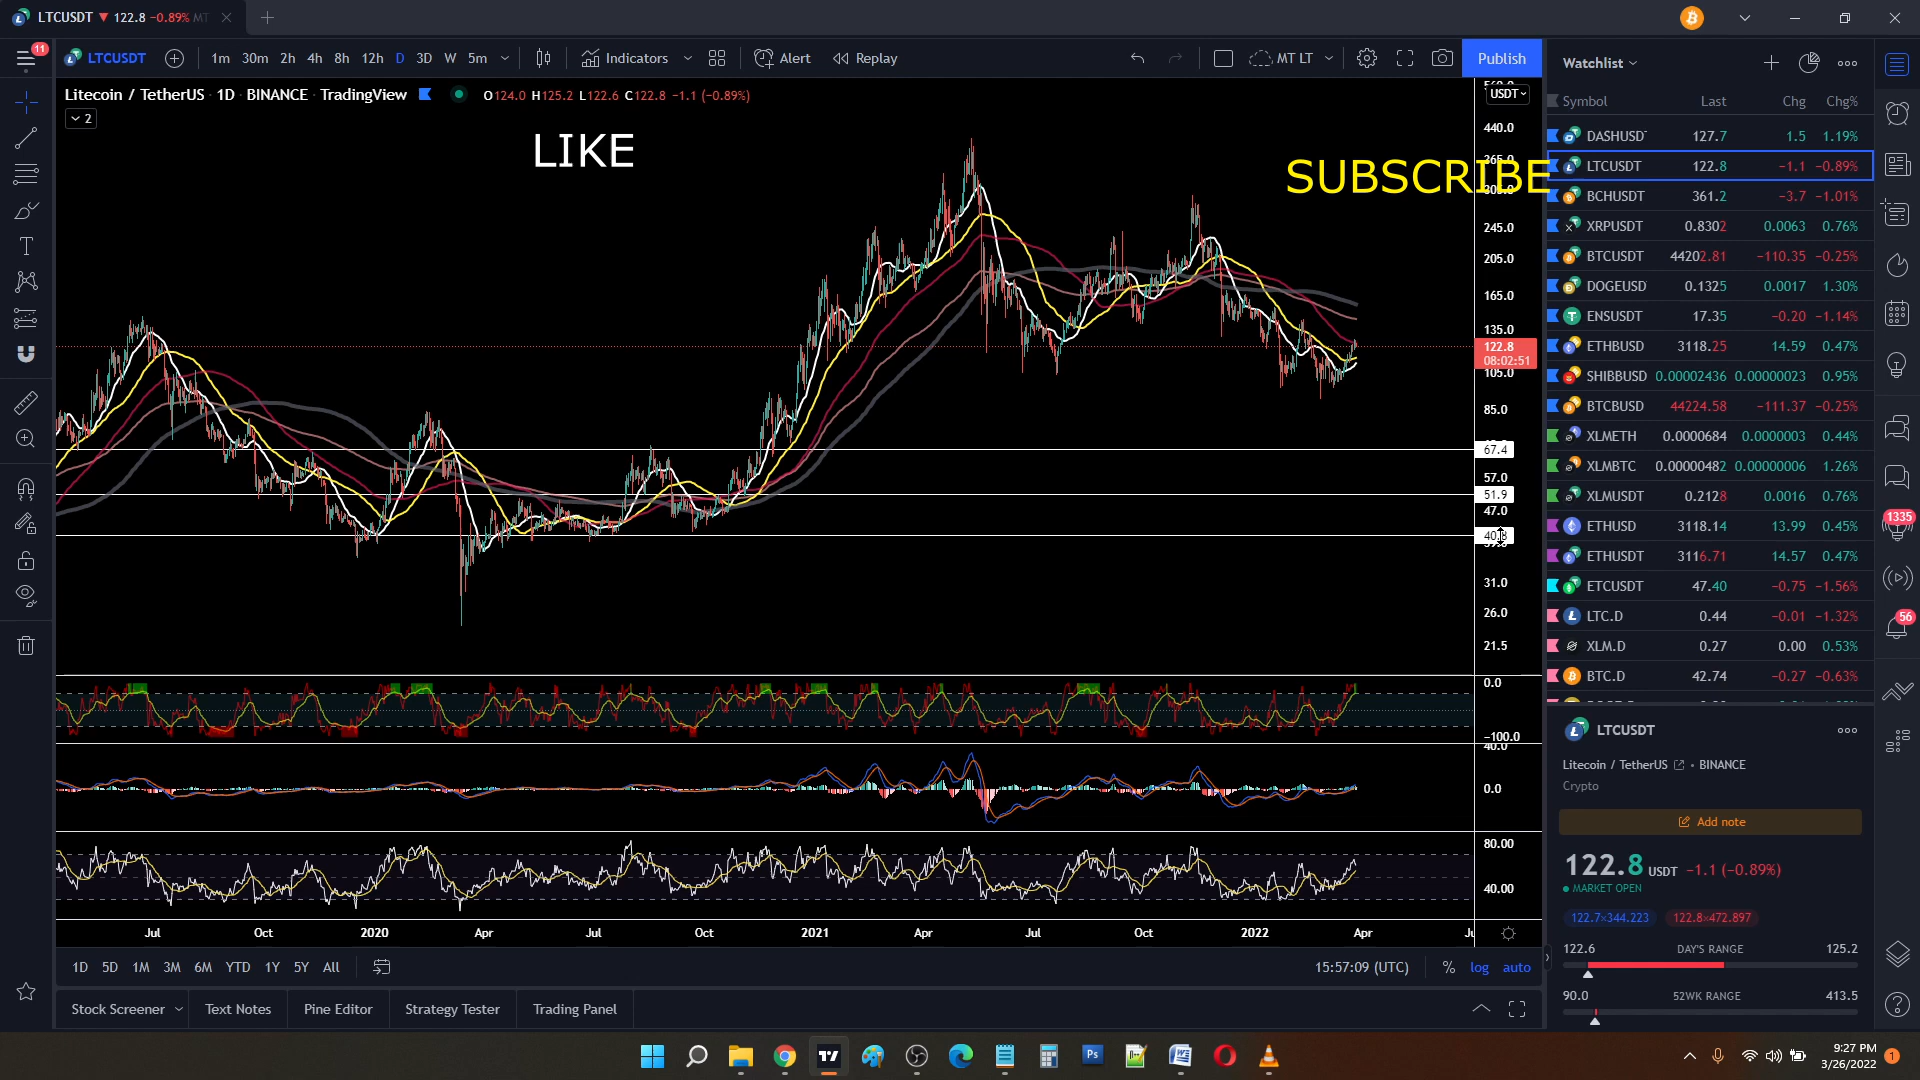 LTCUSDT ▼ 122.8 −0.89% MT
11
LTCUSDT 1m 30m 2h 4h 8h 12h D 3D W 5m Indicators Alert Replay MT LT Publish
Litecoin / TetherUS · 1D · BINANCE · TradingView O124.0 H125.2 L122.6 C122.8 −1.1 (−0.89%)
2
LIKE
SUBSCRIBE
USDT
440.0
365.0
245.0
205.0
165.0
135.0
122.8
08:02:51
105.0
85.0
67.4
57.0
51.9
47.0
31.0
26.0
21.5
0.0
−100.0
40.0
0.0
80.00
40.00
Jul Oct 2020 Apr Jul Oct 2021 Apr Jul Oct 2022 Apr
1D 5D 1M 3M 6M YTD 1Y 5Y All 15:57:09 (UTC) % log auto
Stock Screener Text Notes Pine Editor Strategy Tester Trading Panel
Watchlist
Symbol Last Chg Chg%
DASHUSD 127.7 1.5 1.19%
LTCUSDT 122.8 −1.1 −0.89%
BCHUSDT 361.2 −3.7 −1.01%
XRPUSDT 0.8302 0.0063 0.76%
BTCUSDT 44202.81 −110.35 −0.25%
DOGEUSD 0.1325 0.0017 1.30%
ENSUSDT 17.35 −0.20 −1.14%
ETHBUSD 3118.25 14.59 0.47%
SHIBBUSD 0.00002436 0.00000023 0.95%
BTCBUSD 44224.58 −111.37 −0.25%
XLMETH 0.0000684 0.0000003 0.44%
XLMBTC 0.00000482 0.00000006 1.26%
XLMUSDT 0.2128 0.0016 0.76%
ETHUSD 3118.14 13.99 0.45%
ETHUSDT 3116.71 14.57 0.47%
ETCUSDT 47.40 −0.75 −1.56%
LTC.D 0.44 −0.01 −1.32%
XLM.D 0.27 0.00 0.53%
BTC.D 42.74 −0.27 −0.63%
1335
56
LTCUSDT
Litecoin / TetherUS • BINANCE
Crypto
Add note
122.8 USDT −1.1 (−0.89%)
MARKET OPEN
122.7×344.223 122.8×472.897
122.6 DAY'S RANGE 125.2
90.0 52WK RANGE 413.5
Ps
9:27 PM
3/26/2022
1